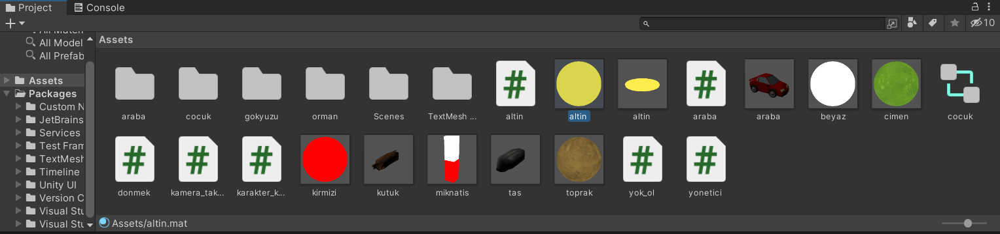 Project
Console
10
All Model
All Prefab
Assets
Packages
Custom N
JetBrains
Services
Test Fram
TextMesh
Timeline
Unity UI
Version C
Visual Stu
Visual Stu
Assets
araba
cocuk
gokyuzu
orman
Scenes
TextMesh ...
altin
altin
altin
araba
araba
beyaz
cimen
cocuk
donmek
kamera_tak...
karakter_k...
kirmizi
kutuk
miknatis
tas
toprak
yok_ol
yonetici
Assets/altin.mat